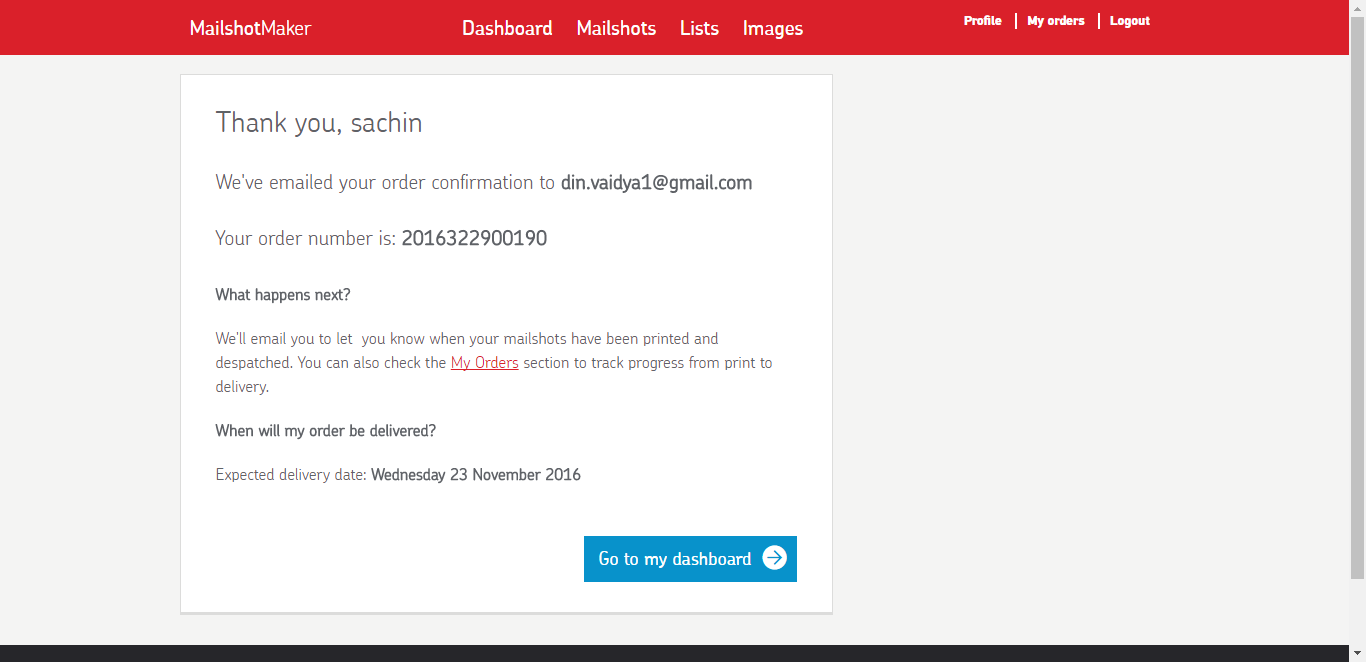 MailshotMaker
Dashboard Mailshots Lists Images
Profile My orders Logout
Thank you, sachin
We've emailed your order confirmation to din.vaidya1@gmail.com
Your order number is: 2016322900190
What happens next?
We'll email you to let  you know when your mailshots have been printed and
despatched. You can also check the My Orders section to track progress from print to
delivery.
When will my order be delivered?
Expected delivery date: Wednesday 23 November 2016
Go to my dashboard